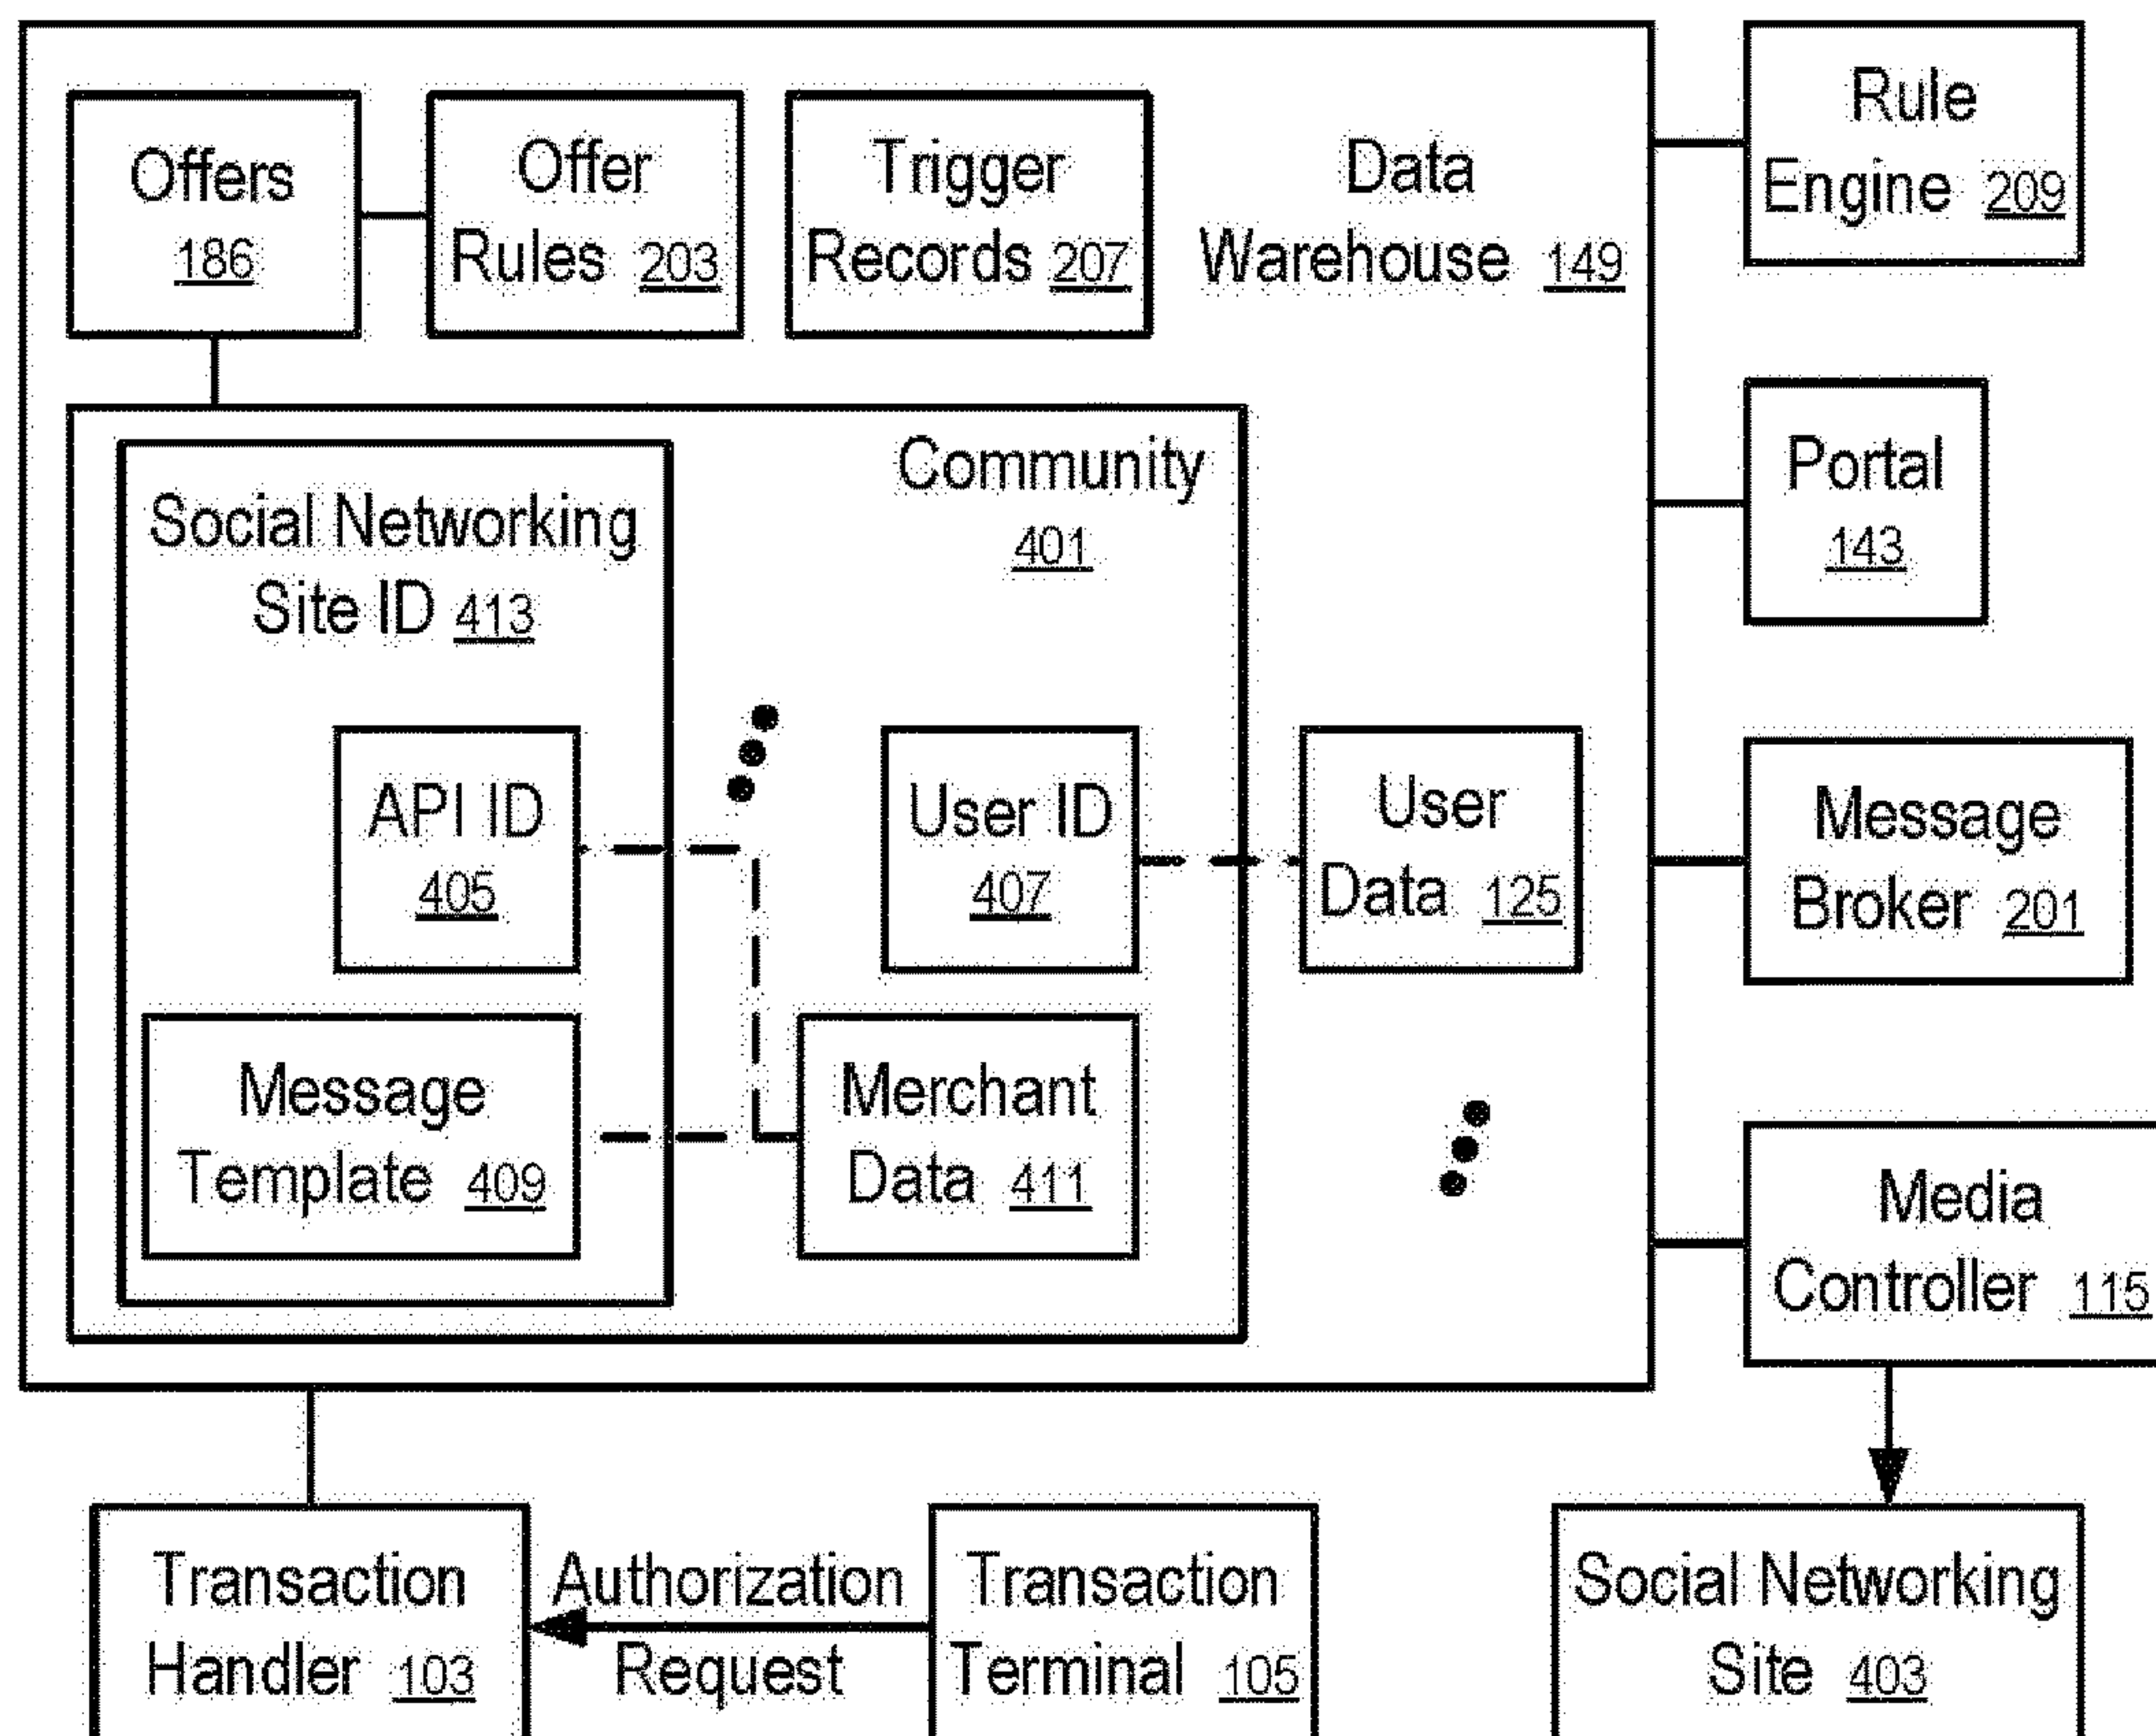 Offers
186
Offer
Rules 203
Trigger
Records 207
Data
Warehouse 149
Rule
Engine 209
Community
401
Social Networking
Site ID 413
Portal
143
API ID
405
User ID
407
User
Data 125
Message
Broker 201
Message
Template 409
Merchant
Data 411
Media
Controller 115
Transaction
Handler 103
Authorization
Request
Transaction
Terminal 105
Social Networking
Site 403